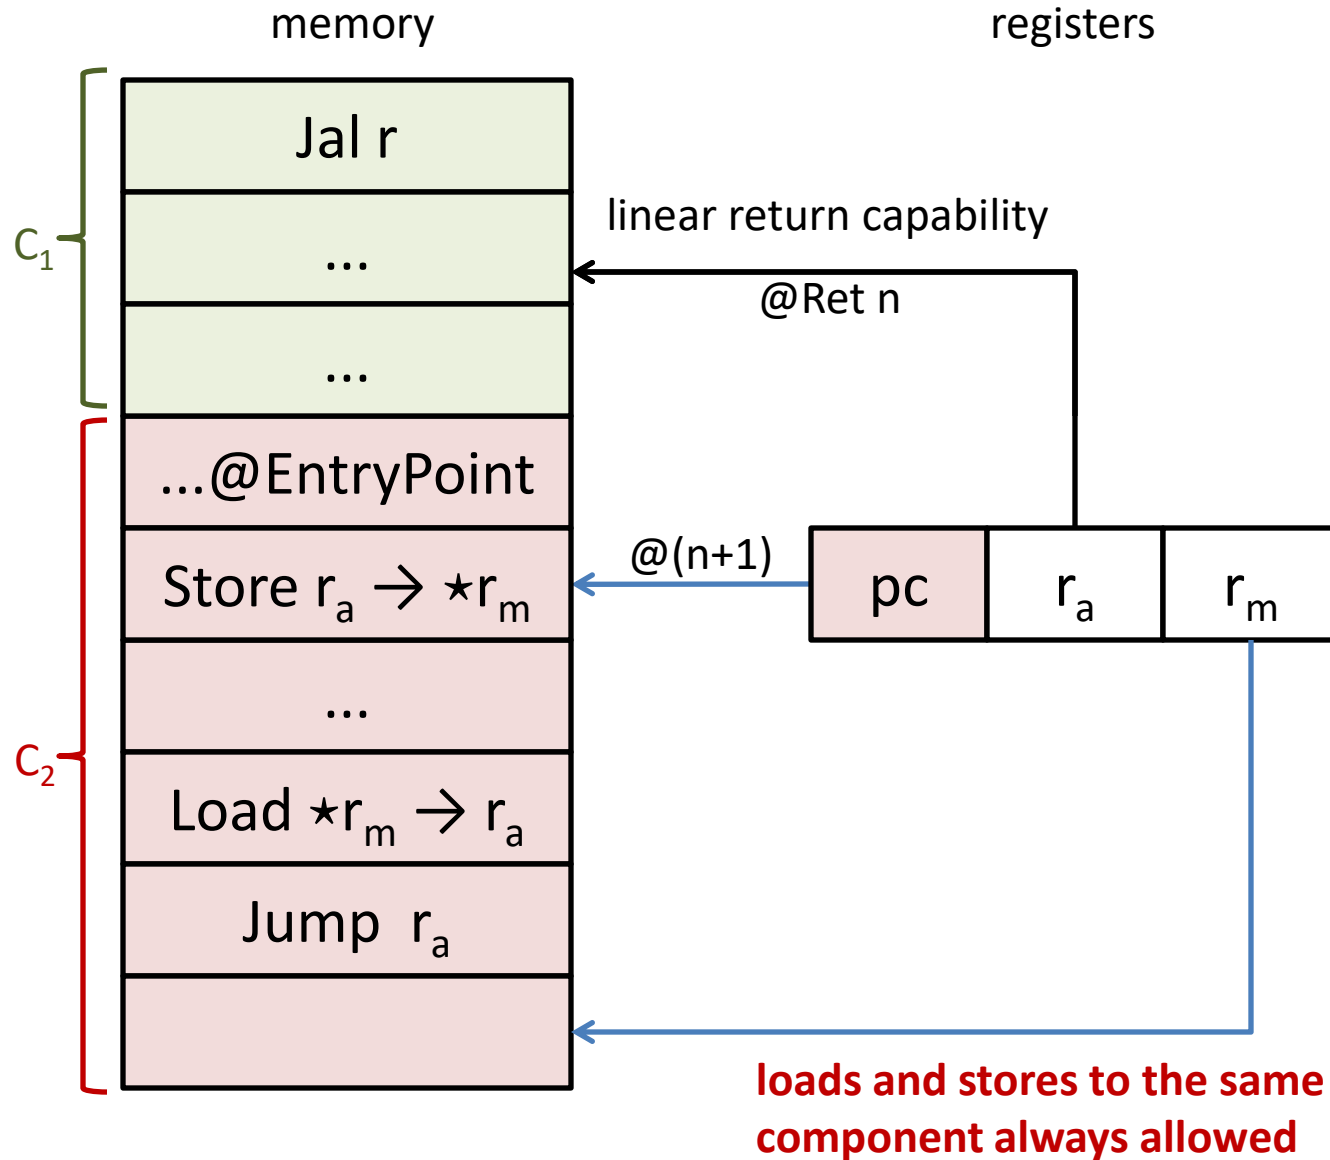 memory
registers
Jal r
...
...
C₁
linear return capability
@Ret n
...@EntryPoint
Store rₐ → ⋆rₘ
...
Load ⋆rₘ → rₐ
Jump rₐ
C₂
@(n+1)
pc
rₐ
rₘ
loads and stores to the same
component always allowed